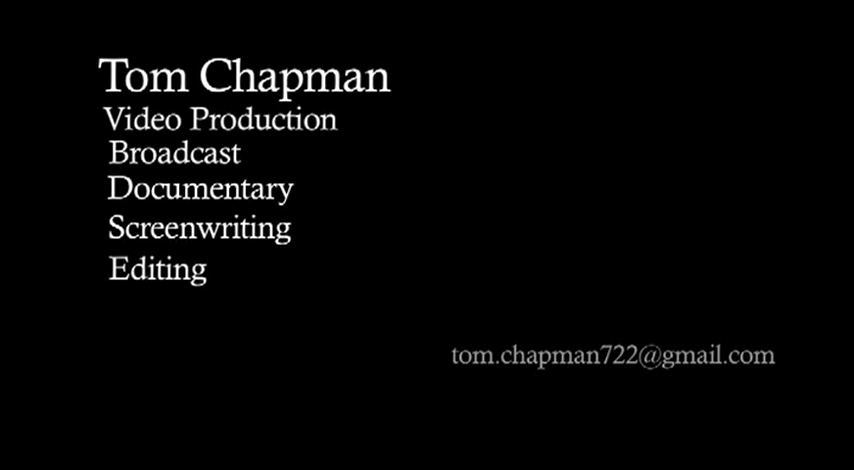 Tom Chapman
Video Production
Broadcast
Documentary
Screenwriting
Editing
tom.chapman722@gmail.com